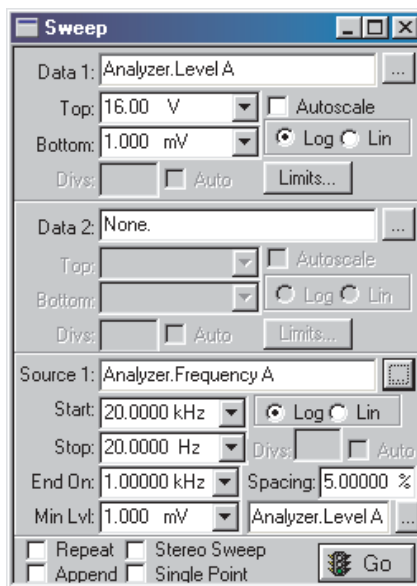 Sweep
Data 1: Analyzer.Level A ...
Top: 16.00 V Autoscale
Bottom: 1.000 mV Log Lin
Divs: Auto Limits...
Data 2: None. ...
Top: Autoscale
Bottom: Log Lin
Divs: Auto Limits...
Source 1: Analyzer.Frequency A ...
Start: 20.0000 kHz Log Lin
Stop: 20.0000 Hz Divs: Auto
End On: 1.00000 kHz Spacing: 5.00000 %
Min Lvl: 1.000 mV Analyzer.Level A ...
Repeat Stereo Sweep
Append Single Point Go